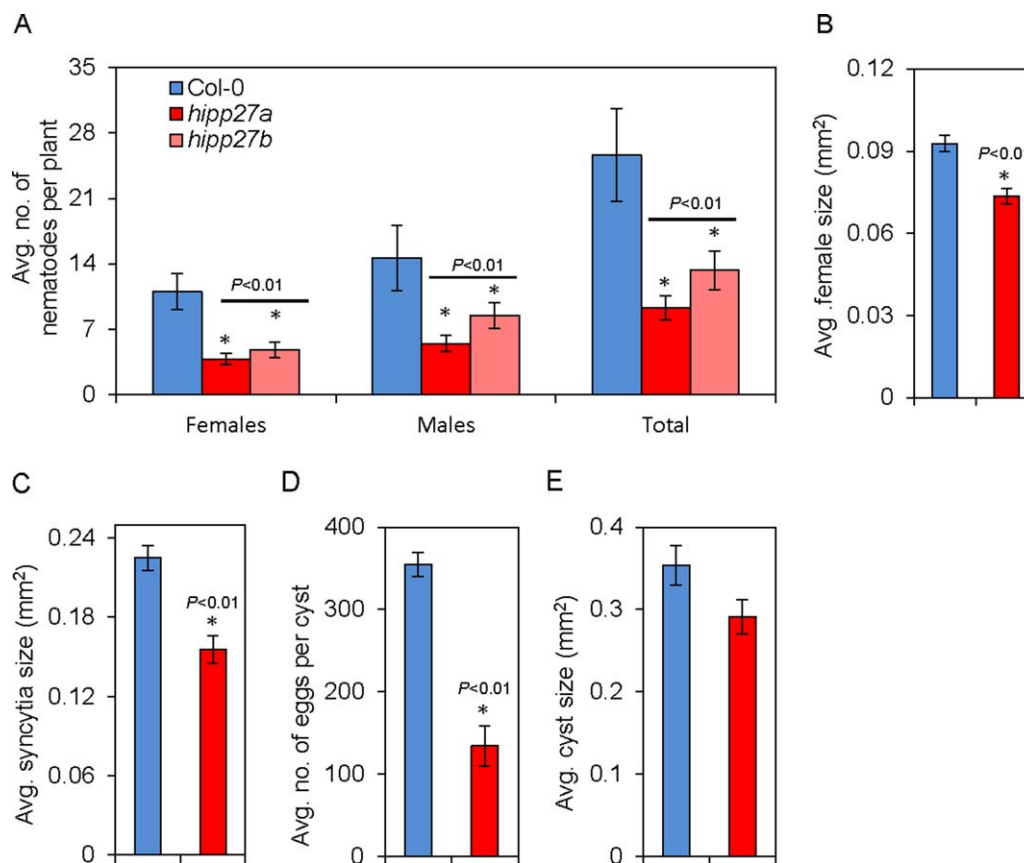 A
Avg. no. of
nematodes per plant
35
28
21
14
7
0
Col-0
hipp27a
hipp27b
P<0.01
*
*
P<0.01
*
*
P<0.01
*
*
Females
Males
Total
B
Avg .female size (mm²)
0.12
0.09
0.06
0.03
0
P<0.01
*
C
Avg. syncytia size (mm²)
0.24
0.18
0.12
0.06
0
P<0.01
*
D
Avg. no. of eggs per cyst
400
300
200
100
0
P<0.01
*
E
Avg. cyst size (mm²)
0.4
0.3
0.2
0.1
0